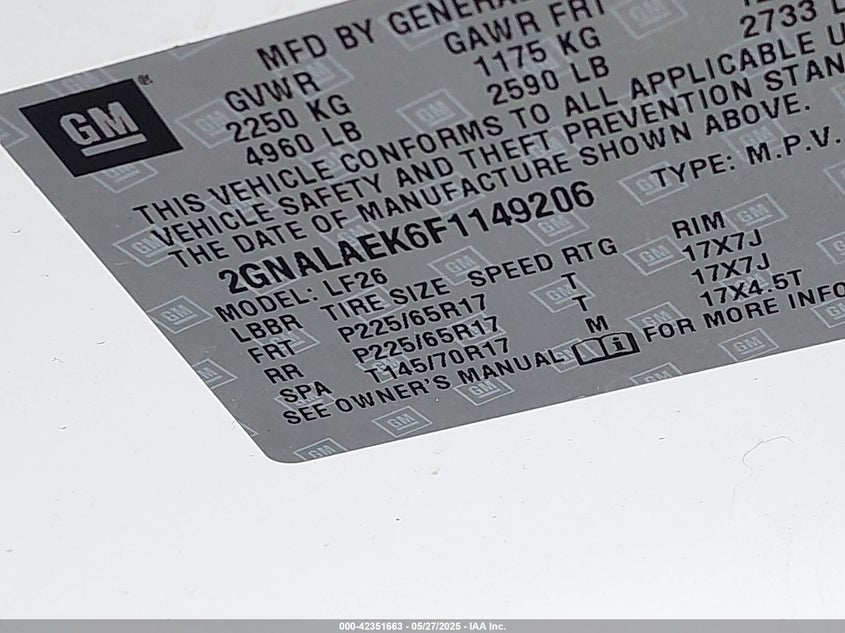 GM ®
MFD BY GENERAL
GVWR GAWR FRT
2250 KG 1175 KG
4960 LB 2590 LB 2733 L
THIS VEHICLE CONFORMS TO ALL APPLICABLE U
VEHICLE SAFETY AND THEFT PREVENTION STAN
THE DATE OF MANUFACTURE SHOWN ABOVE.
2GNALAEK6F1149206 TYPE: M.P.V.
MODEL: LF26
LBBR TIRE SIZE SPEED RTG RIM
FRT P225/65R17 T 17X7J
RR P225/65R17 T 17X7J
SPA T145/70R17 M 17X4.5T
SEE OWNER'S MANUAL FOR MORE INFO
000-42351663 - 05/27/2025 - IAA Inc.